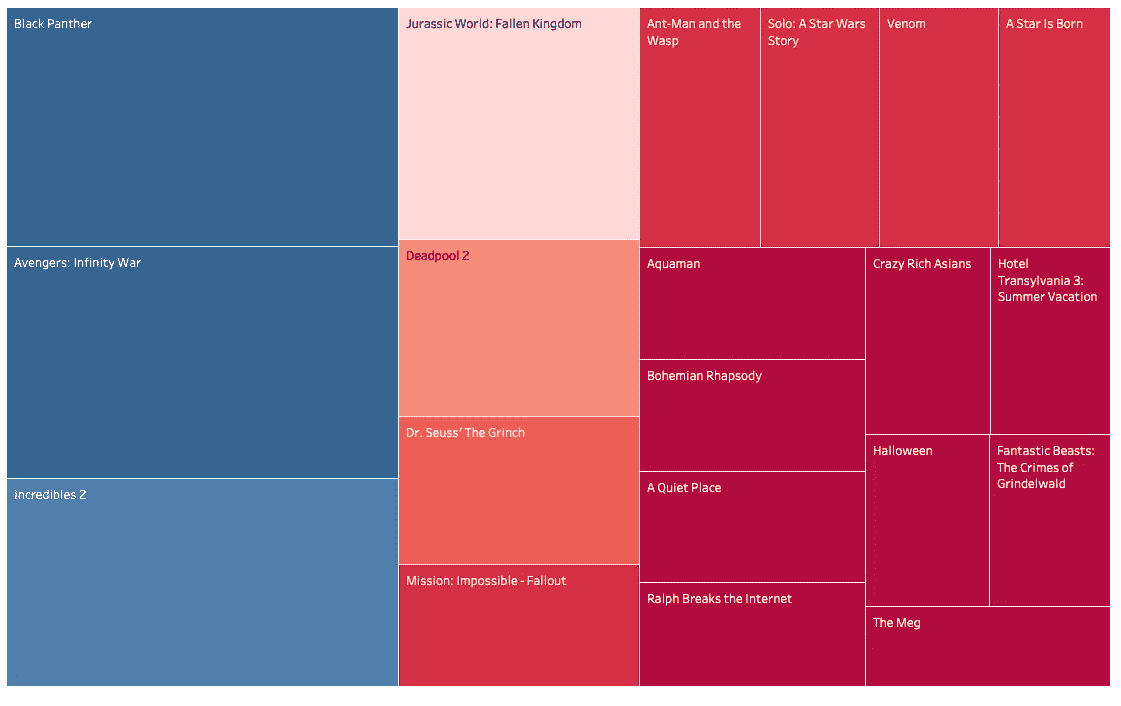 Black Panther
Avengers: Infinity War
Incredibles 2
Jurassic World: Fallen Kingdom
Deadpool 2
Dr. Seuss' The Grinch
Mission: Impossible - Fallout
Ant-Man and the
Wasp
Solo: A Star Wars
Story
Venom
A Star Is Born
Aquaman
Bohemian Rhapsody
A Quiet Place
Ralph Breaks the Internet
Crazy Rich Asians
Hotel
Transylvania 3:
Summer Vacation
Halloween
Fantastic Beasts:
The Crimes of
Grindelwald
The Meg